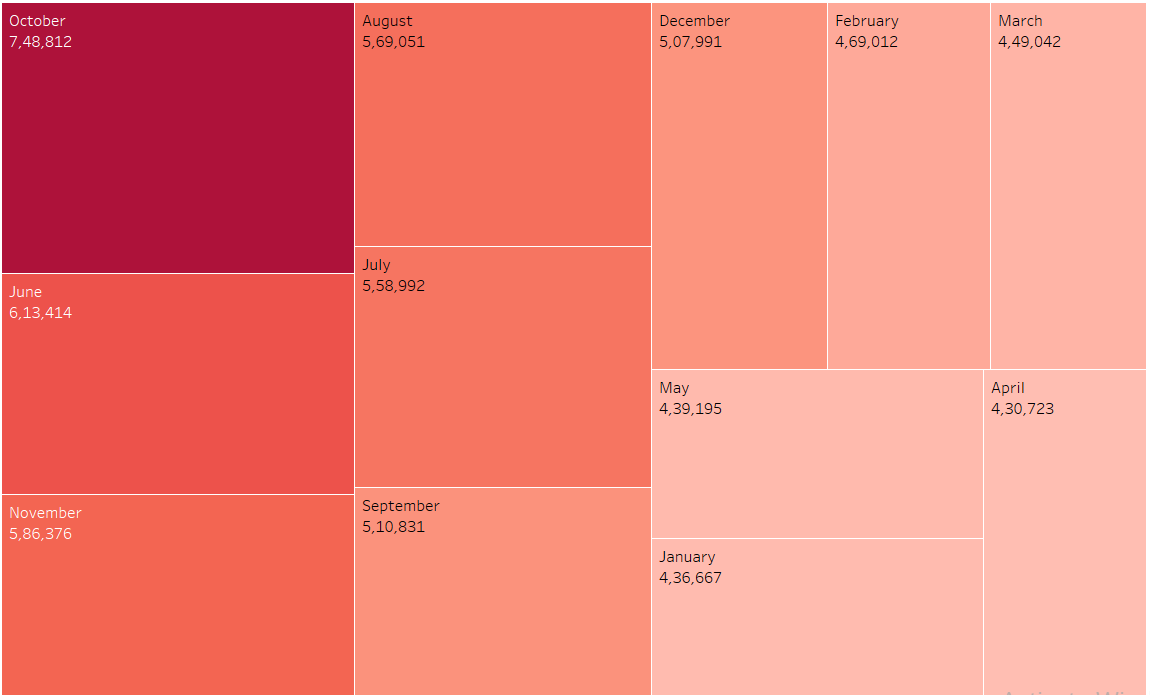 October
7,48,812
June
6,13,414
November
5,86,376
August
5,69,051
July
5,58,992
September
5,10,831
December
5,07,991
February
4,69,012
March
4,49,042
May
4,39,195
January
4,36,667
April
4,30,723